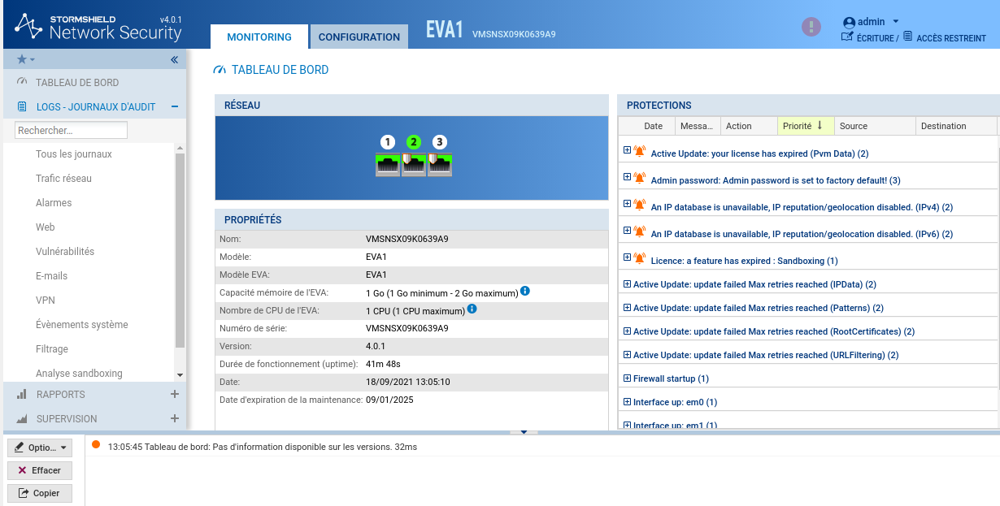 STORMSHIELD
v4.0.1
Network Security
MONITORING
CONFIGURATION
EVA1
VMSNSX09K0639A9
admin
ÉCRITURE /
ACCÈS RESTREINT
TABLEAU DE BORD
LOGS - JOURNAUX D'AUDIT
Rechercher...
Tous les journaux
Trafic réseau
Alarmes
Web
Vulnérabilités
E-mails
VPN
Évènements système
Filtrage
Analyse sandboxing
RAPPORTS
SUPERVISION
TABLEAU DE BORD
RÉSEAU
1 2 3
PROPRIÉTÉS
Nom: VMSNSX09K0639A9
Modèle: EVA1
Modèle EVA: EVA1
Capacité mémoire de l'EVA: 1 Go (1 Go minimum - 2 Go maximum)
Nombre de CPU de l'EVA: 1 CPU (1 CPU maximum)
Numéro de série: VMSNSX09K0639A9
Version: 4.0.1
Durée de fonctionnement (uptime): 41m 48s
Date: 18/09/2021 13:05:10
Date d'expiration de la maintenance: 09/01/2025
PROTECTIONS
Date Messa... Action Priorité Source Destination
Active Update: your license has expired (Pvm Data) (2)
Admin password: Admin password is set to factory default! (3)
An IP database is unavailable, IP reputation/geolocation disabled. (IPv4) (2)
An IP database is unavailable, IP reputation/geolocation disabled. (IPv6) (2)
Licence: a feature has expired : Sandboxing (1)
Active Update: update failed Max retries reached (IPData) (2)
Active Update: update failed Max retries reached (Patterns) (2)
Active Update: update failed Max retries reached (RootCertificates) (2)
Active Update: update failed Max retries reached (URLFiltering) (2)
Firewall startup (1)
Interface up: em0 (1)
Interface up: em1 (1)
Optio...
Effacer
Copier
13:05:45 Tableau de bord: Pas d'information disponible sur les versions. 32ms